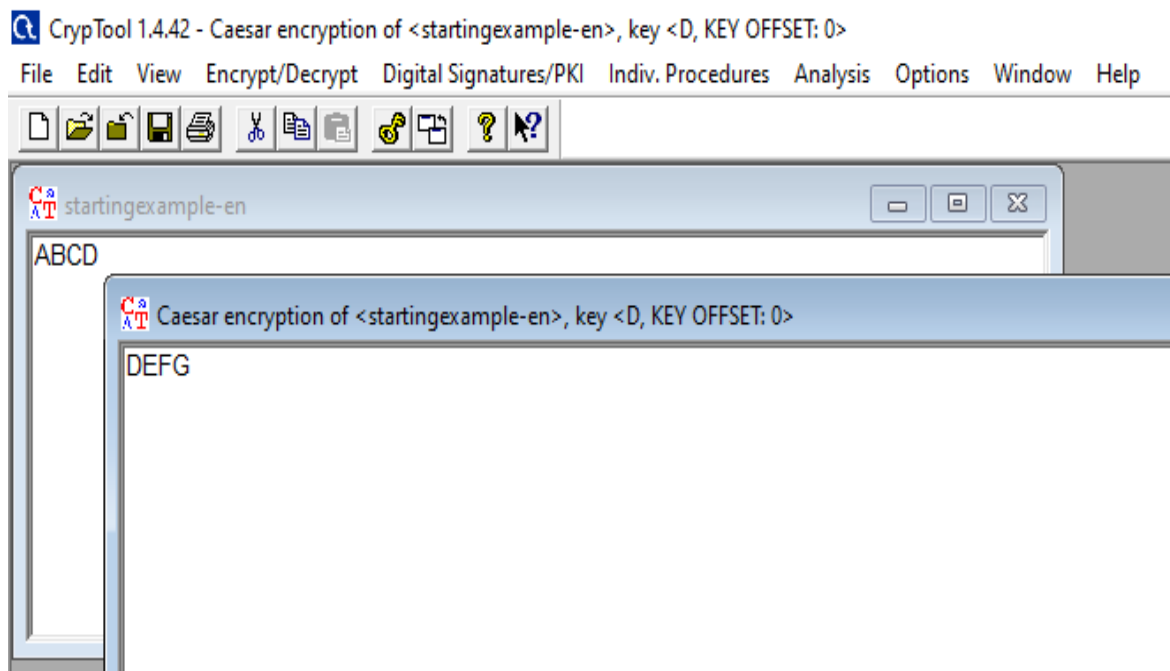 CrypTool 1.4.42 - Caesar encryption of <startingexample-en>, key <D, KEY OFFSET: 0>
File Edit View Encrypt/Decrypt Digital Signatures/PKI Indiv. Procedures Analysis Options Window Help
startingexample-en
ABCD
Caesar encryption of <startingexample-en>, key <D, KEY OFFSET: 0>
DEFG